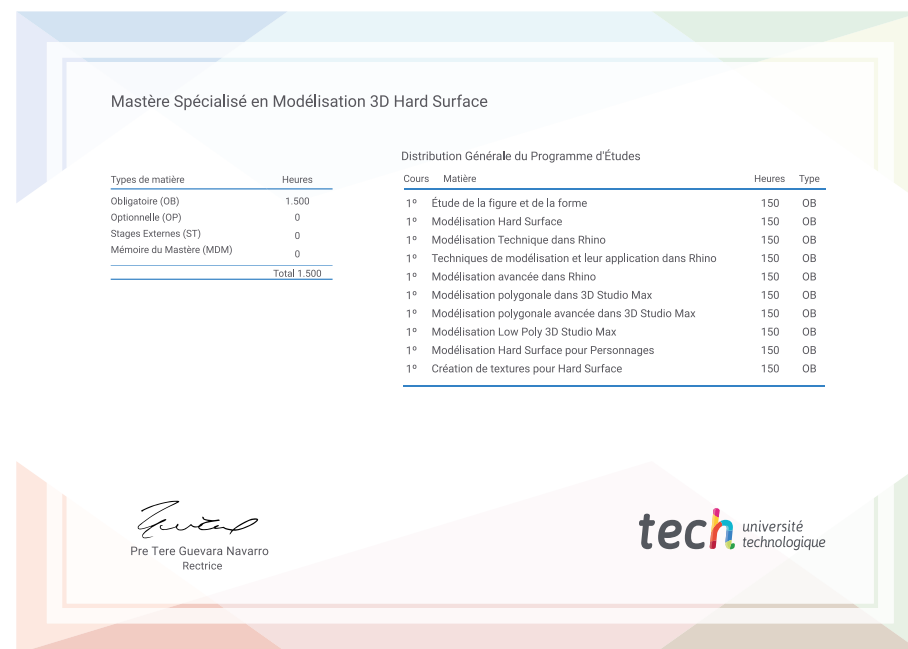 Mastère Spécialisé en Modélisation 3D Hard Surface
Types de matière Heures
Obligatoire (OB) 1.500
Optionnelle (OP) 0
Stages Externes (ST) 0
Mémoire du Mastère (MDM) 0
Total 1.500
Distribution Générale du Programme d'Études
Cours Matière Heures Type
1º Étude de la figure et de la forme 150 OB
1º Modélisation Hard Surface 150 OB
1º Modélisation Technique dans Rhino 150 OB
1º Techniques de modélisation et leur application dans Rhino 150 OB
1º Modélisation avancée dans Rhino 150 OB
1º Modélisation polygonale dans 3D Studio Max 150 OB
1º Modélisation polygonale avancée dans 3D Studio Max 150 OB
1º Modélisation Low Poly 3D Studio Max 150 OB
1º Modélisation Hard Surface pour Personnages 150 OB
1º Création de textures pour Hard Surface 150 OB
Pre Tere Guevara Navarro
Rectrice
tech université
technologique